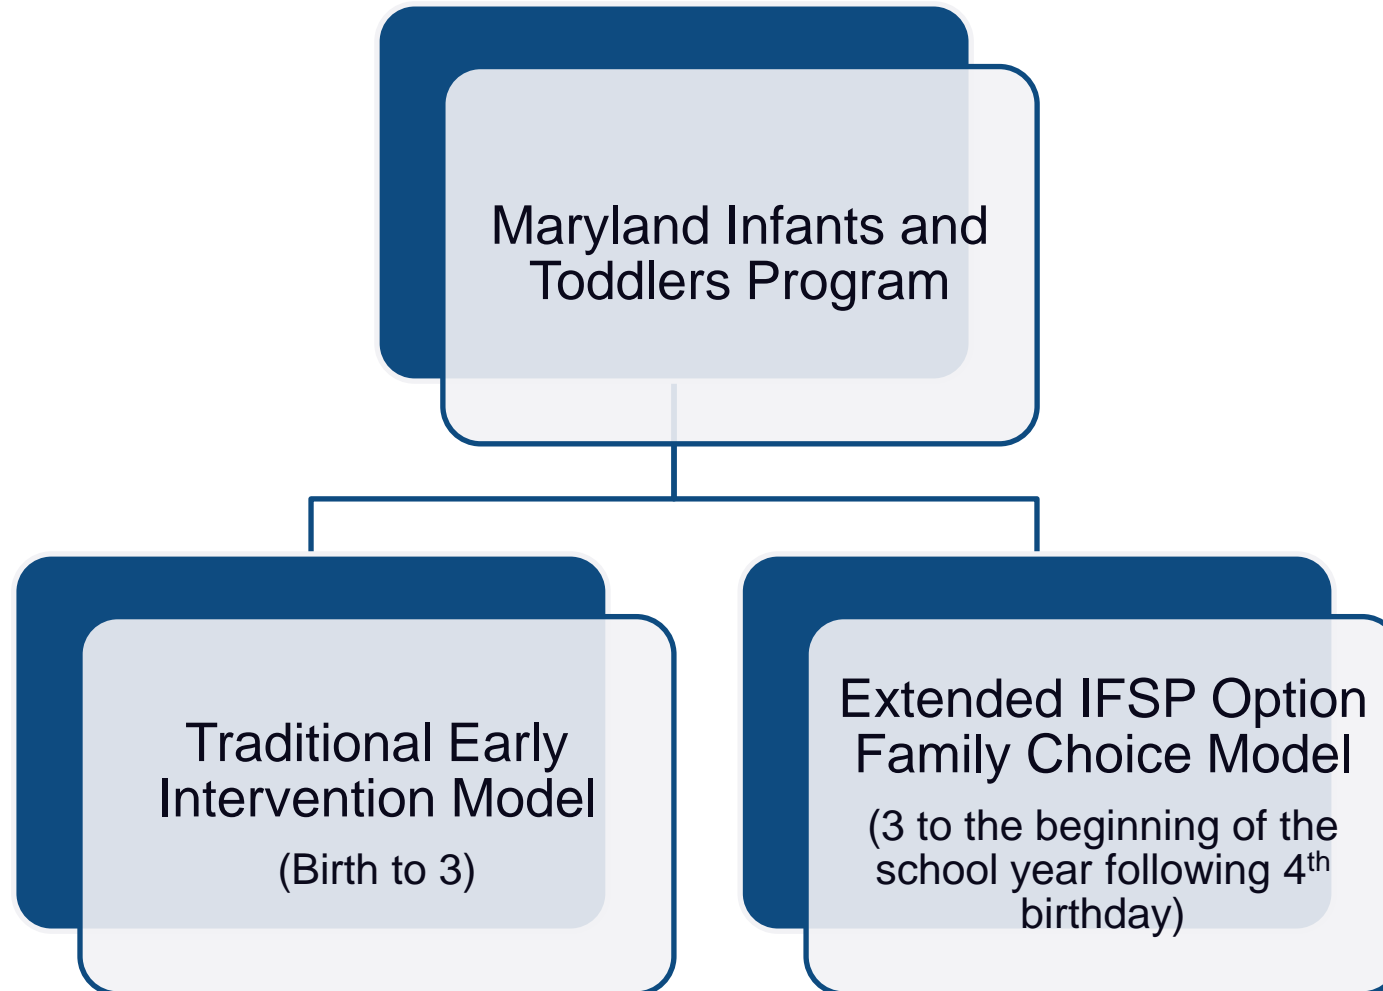 Maryland Infants and
Toddlers Program
Traditional Early
Intervention Model
(Birth to 3)
Extended IFSP Option
Family Choice Model
(3 to the beginning of the
school year following 4th
birthday)